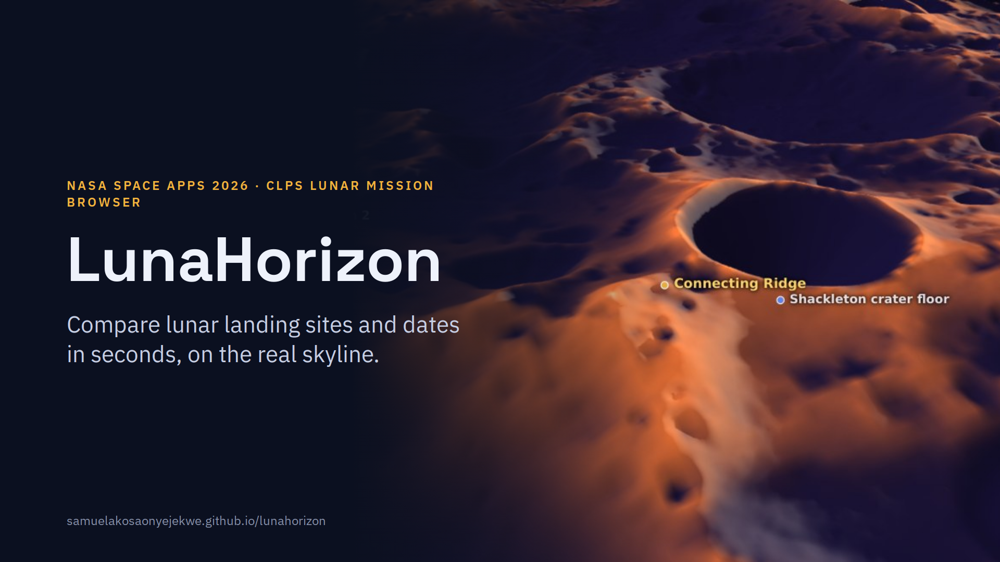 NASA SPACE APPS 2026 · CLPS LUNAR MISSION
BROWSER
2
LunaHorizon
Connecting Ridge
Shackleton crater floor
Compare lunar landing sites and dates
in seconds, on the real skyline.
samuelakosaonyejekwe.github.io/lunahorizon